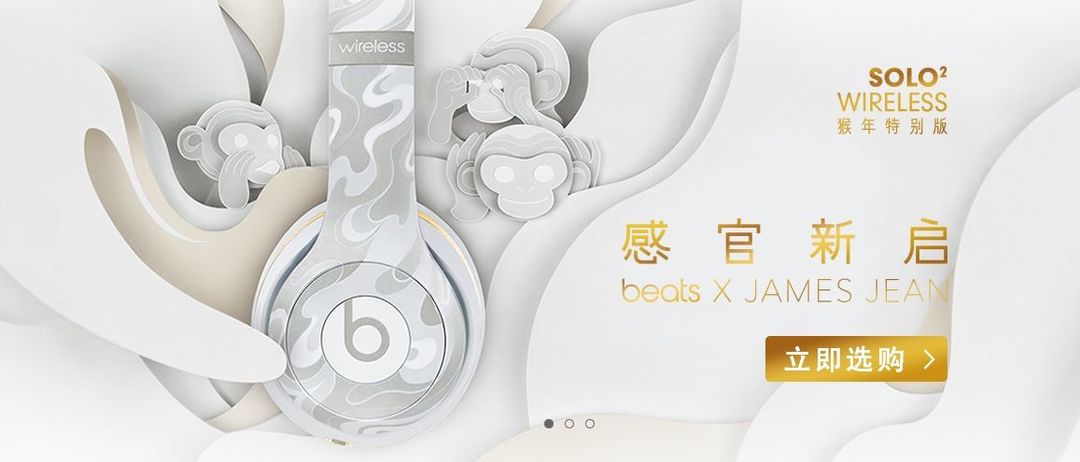 wireless
b
SOLO²
WIRELESS
猴年特别版
感官新启
beats X JAMES JEAN
立即选购 >